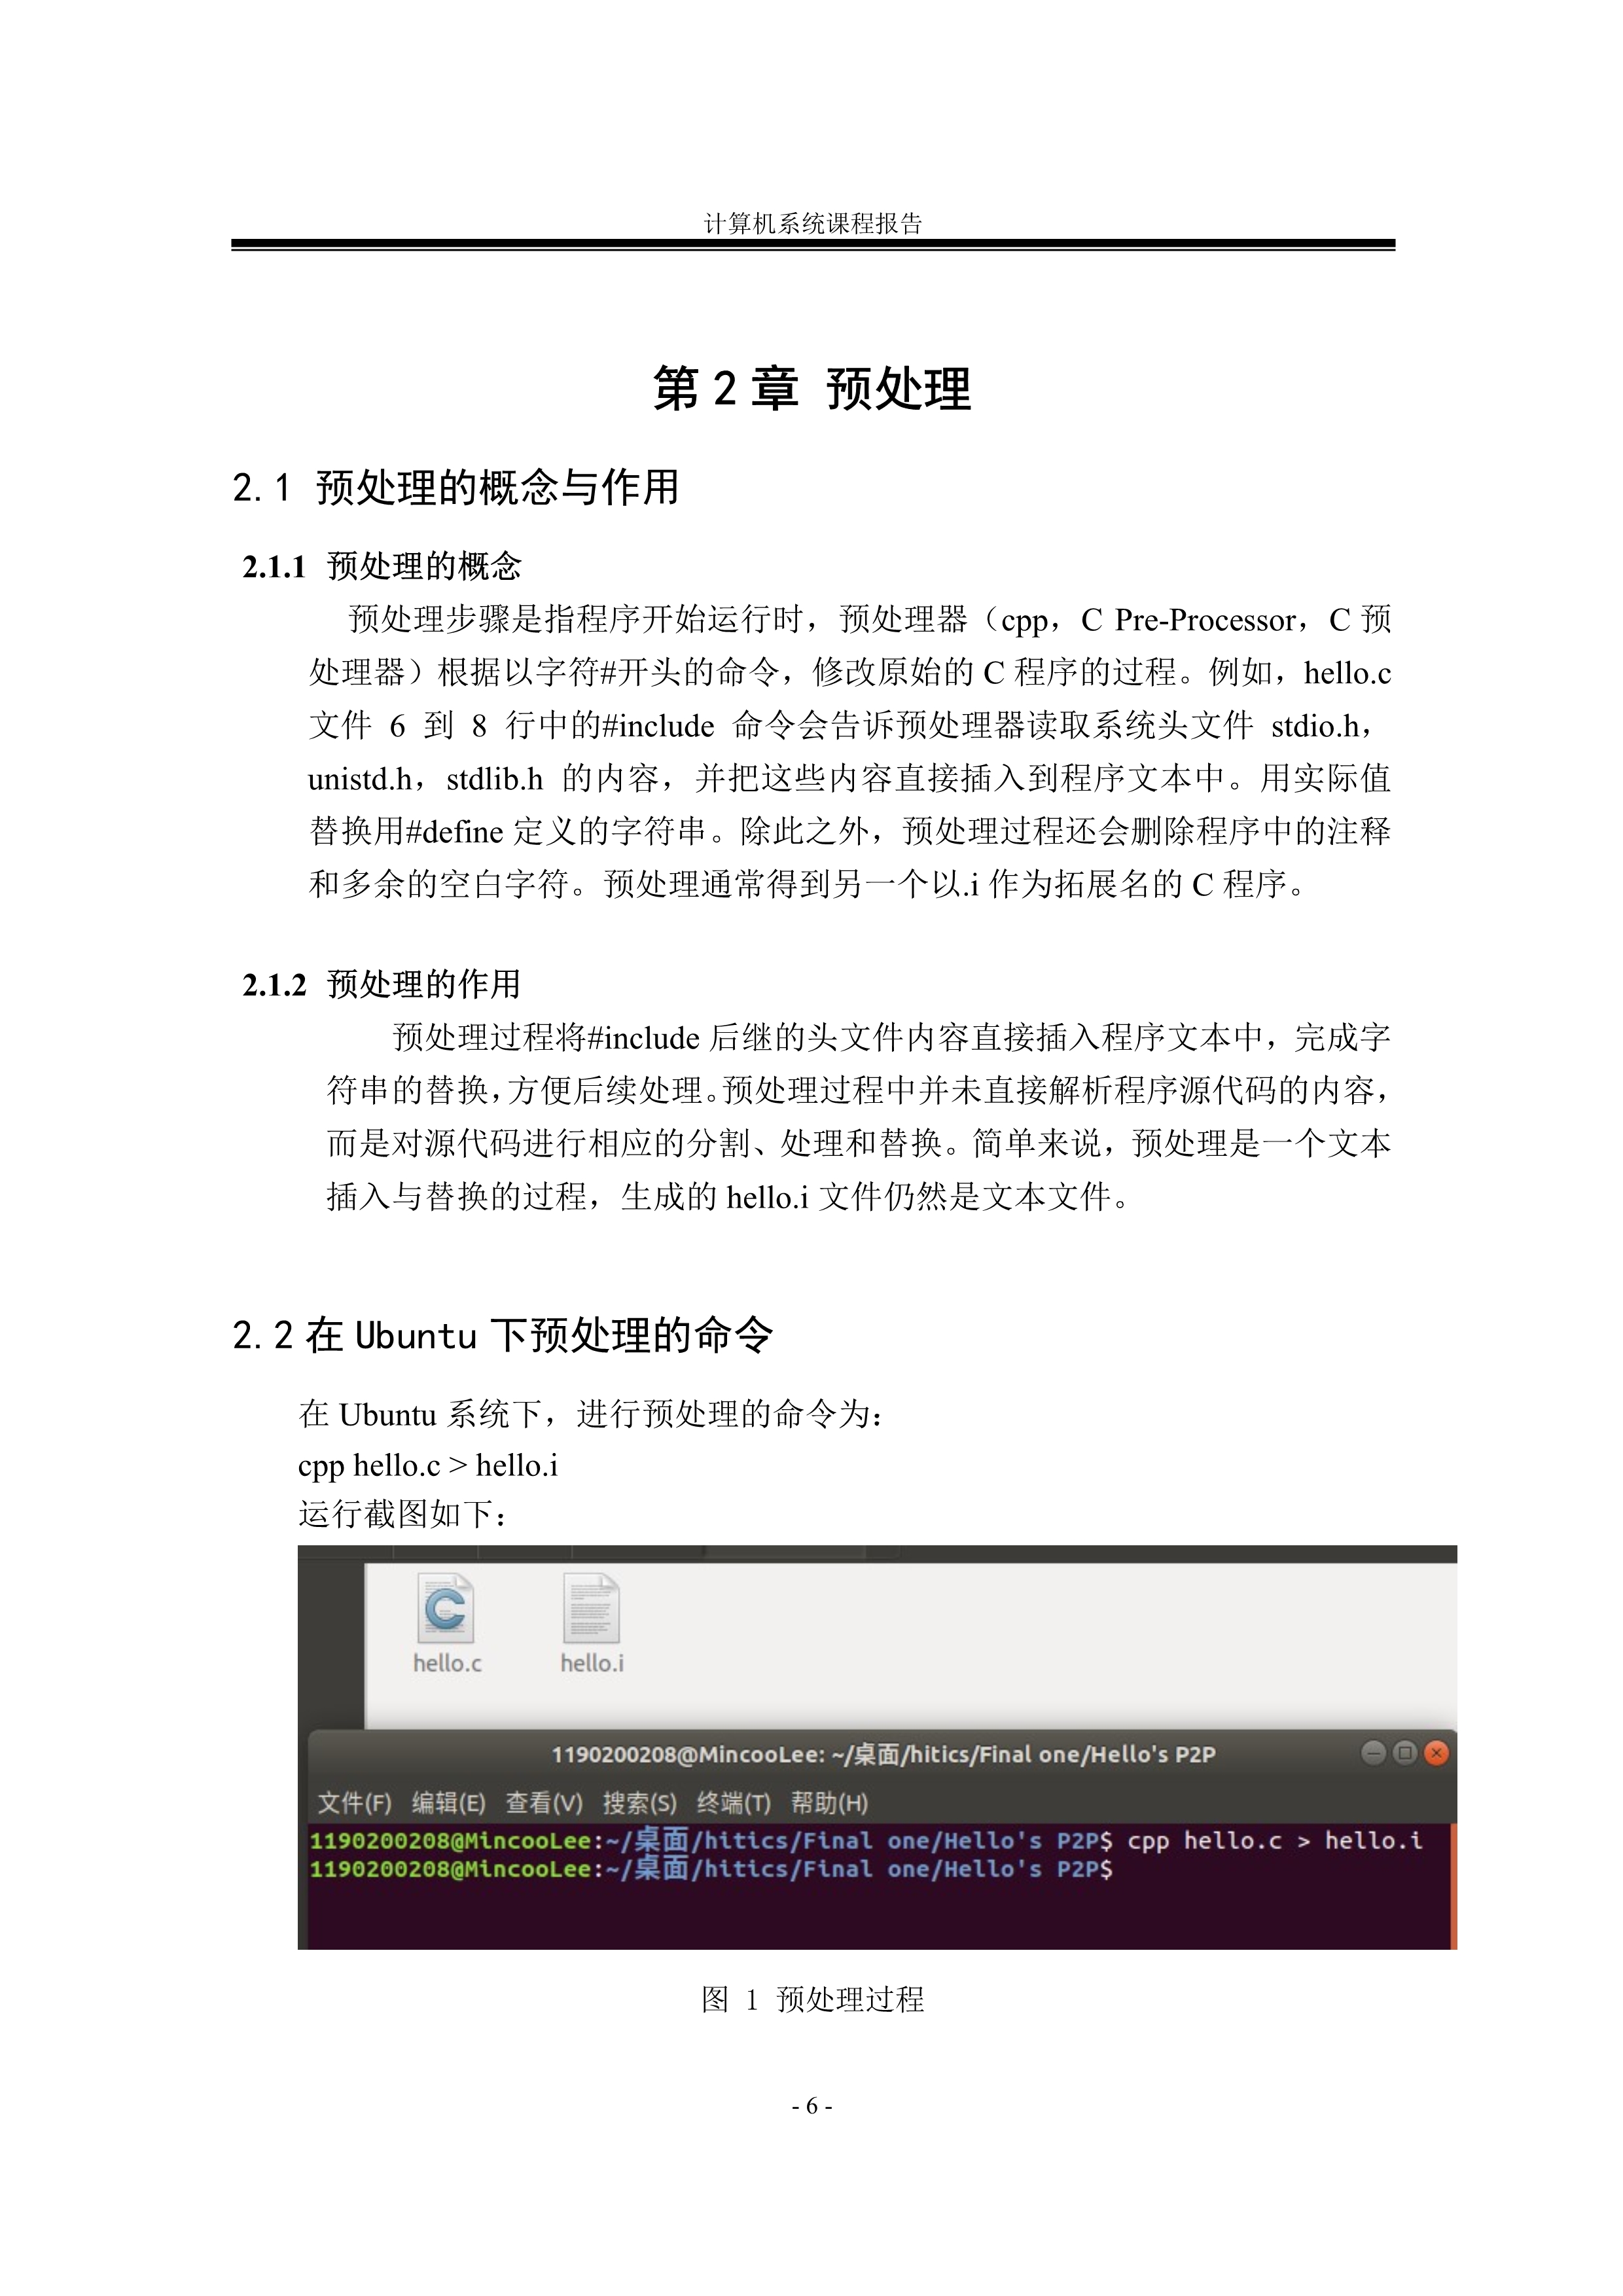 计算机系统课程报告
第 2 章 预处理
2.1 预处理的概念与作用
2.1.1 预处理的概念
预处理步骤是指程序开始运行时，预处理器（cpp，C Pre-Processor，C 预
处理器）根据以字符#开头的命令，修改原始的 C 程序的过程。例如，hello.c
文件 6 到 8 行中的#include 命令会告诉预处理器读取系统头文件 stdio.h，
unistd.h，stdlib.h 的内容，并把这些内容直接插入到程序文本中。用实际值
替换用#define 定义的字符串。除此之外，预处理过程还会删除程序中的注释
和多余的空白字符。预处理通常得到另一个以.i 作为拓展名的 C 程序。
2.1.2 预处理的作用
预处理过程将#include 后继的头文件内容直接插入程序文本中，完成字
符串的替换，方便后续处理。预处理过程中并未直接解析程序源代码的内容，
而是对源代码进行相应的分割、处理和替换。简单来说，预处理是一个文本
插入与替换的过程，生成的 hello.i 文件仍然是文本文件。
2.2 在 Ubuntu 下预处理的命令
在 Ubuntu 系统下，进行预处理的命令为：
cpp hello.c > hello.i
运行截图如下：
hello.c hello.i
1190200208@MincooLee: ~/桌面/hitics/Final one/Hello's P2P
文件(F) 编辑(E) 查看(V) 搜索(S) 终端(T) 帮助(H)
1190200208@MincooLee:~/桌面/hitics/Final one/Hello's P2P$ cpp hello.c > hello.i
1190200208@MincooLee:~/桌面/hitics/Final one/Hello's P2P$
图 1 预处理过程
- 6 -